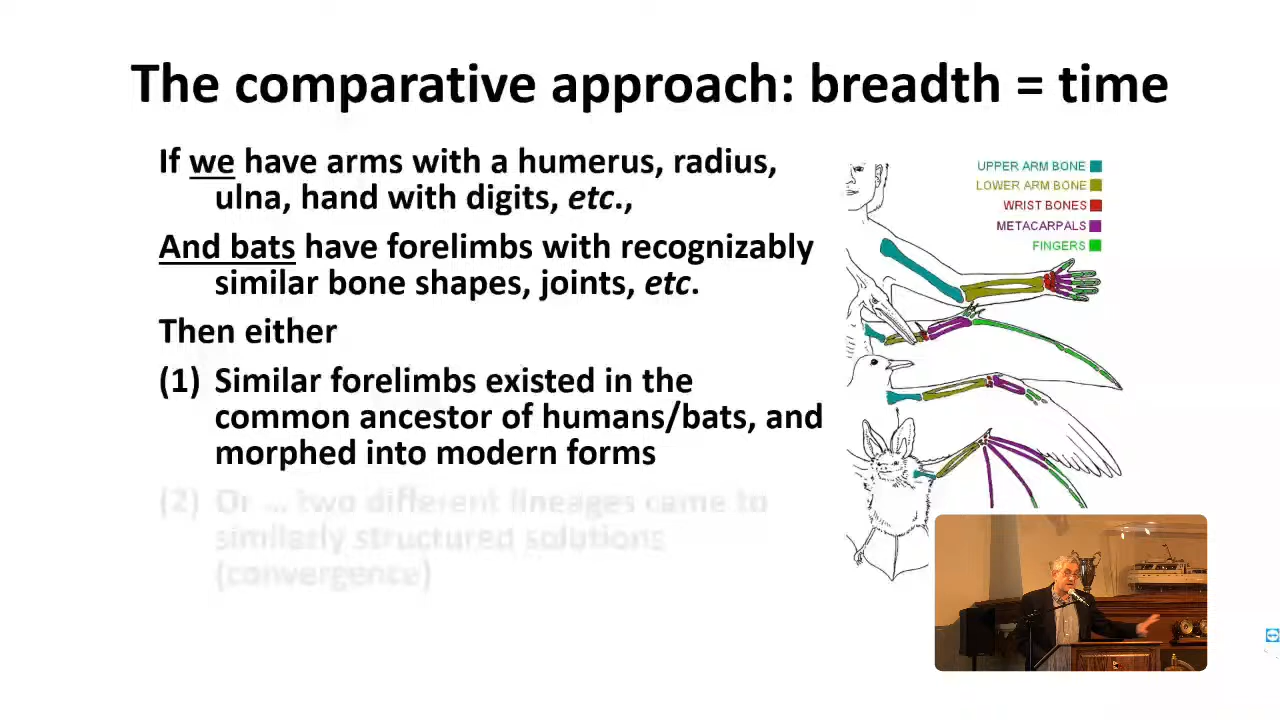 The comparative approach: breadth = time
If we have arms with a humerus, radius,
ulna, hand with digits, etc.,
And bats have forelimbs with recognizably
similar bone shapes, joints, etc.
Then either
(1) Similar forelimbs existed in the
common ancestor of humans/bats, and
morphed into modern forms
(2) Or ... two different lineages came to
similarly structured solutions
(convergence)
UPPER ARM BONE
LOWER ARM BONE
WRIST BONES
METACARPALS
FINGERS